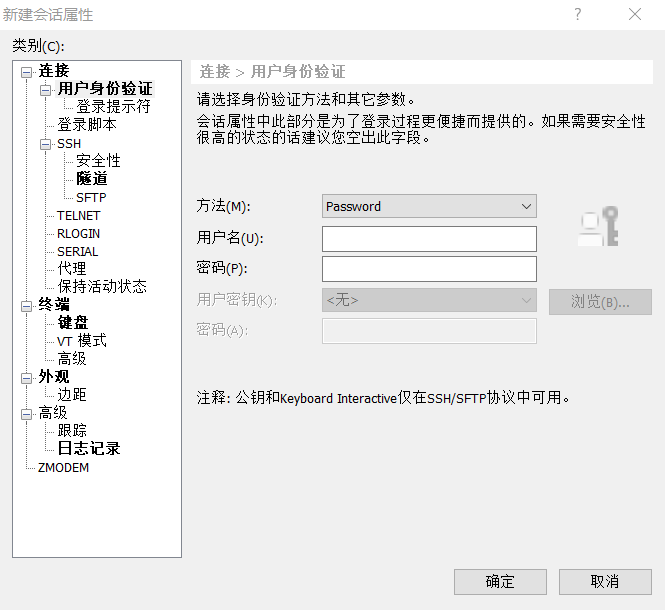 新建会话属性
类别(C):
连接
用户身份验证
登录提示符
登录脚本
SSH
安全性
隧道
SFTP
TELNET
RLOGIN
SERIAL
代理
保持活动状态
终端
键盘
VT 模式
高级
外观
边距
高级
跟踪
日志记录
ZMODEM
连接 > 用户身份验证
请选择身份验证方法和其它参数。
会话属性中此部分是为了登录过程更便捷而提供的。如果需要安全性
很高的状态的话建议您空出此字段。
方法(M):
Password
用户名(U):
密码(P):
用户密钥(K):
<无>
浏览(B)...
密码(A):
注释: 公钥和Keyboard Interactive仅在SSH/SFTP协议中可用。
确定
取消